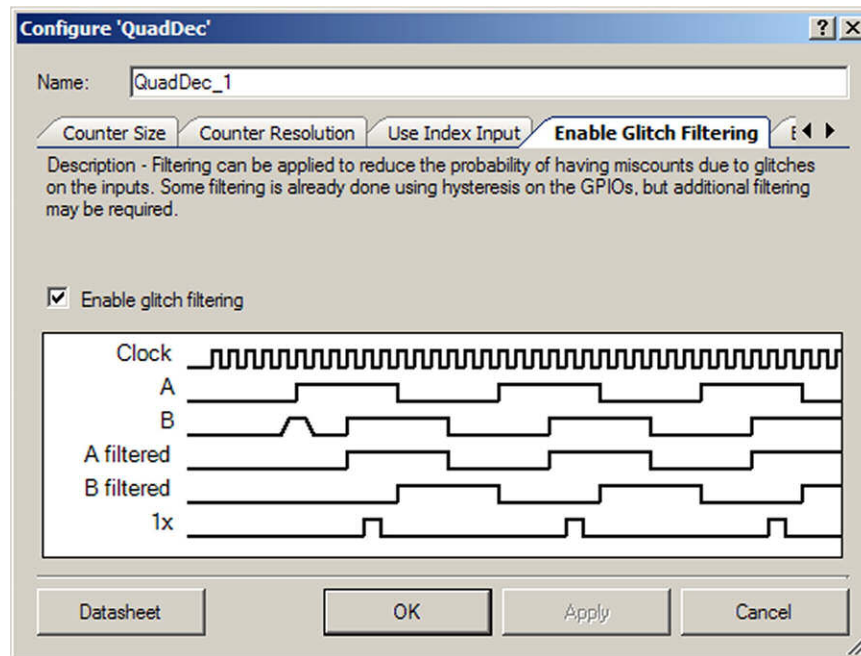 Configure 'QuadDec'
Name: QuadDec_1
Counter Size Counter Resolution Use Index Input Enable Glitch Filtering
Description - Filtering can be applied to reduce the probability of having miscounts due to glitches
on the inputs. Some filtering is already done using hysteresis on the GPIOs, but additional filtering
may be required.
Enable glitch filtering
Clock
A
B
A filtered
B filtered
1x
Datasheet OK Apply Cancel